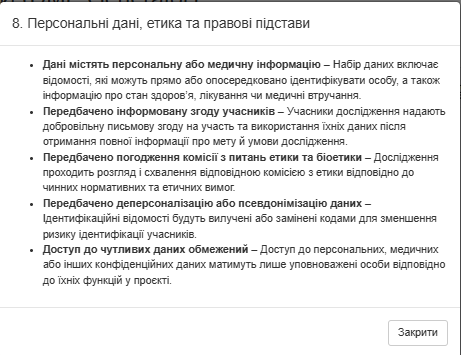 8. Персональні дані, етика та правові підстави
• Дані містять персональну або медичну інформацію – Набір даних включає
відомості, які можуть прямо або опосередковано ідентифікувати особу, а також
інформацію про стан здоров'я, лікування чи медичні втручання.
• Передбачено інформовану згоду учасників – Учасники дослідження надають
добровільну письмову згоду на участь та використання їхніх даних після
отримання повної інформації про мету й умови дослідження.
• Передбачено погодження комісії з питань етики та біоетики – Дослідження
проходить розгляд і схвалення відповідною комісією з етики відповідно до
чинних нормативних та етичних вимог.
• Передбачено деперсоналізацію або псевдонімізацію даних –
Ідентифікаційні відомості будуть вилучені або замінені кодами для зменшення
ризику ідентифікації учасників.
• Доступ до чутливих даних обмежений – Доступ до персональних, медичних
або інших конфіденційних даних матимуть лише уповноважені особи відповідно
до їхніх функцій у проєкті.
Закрити